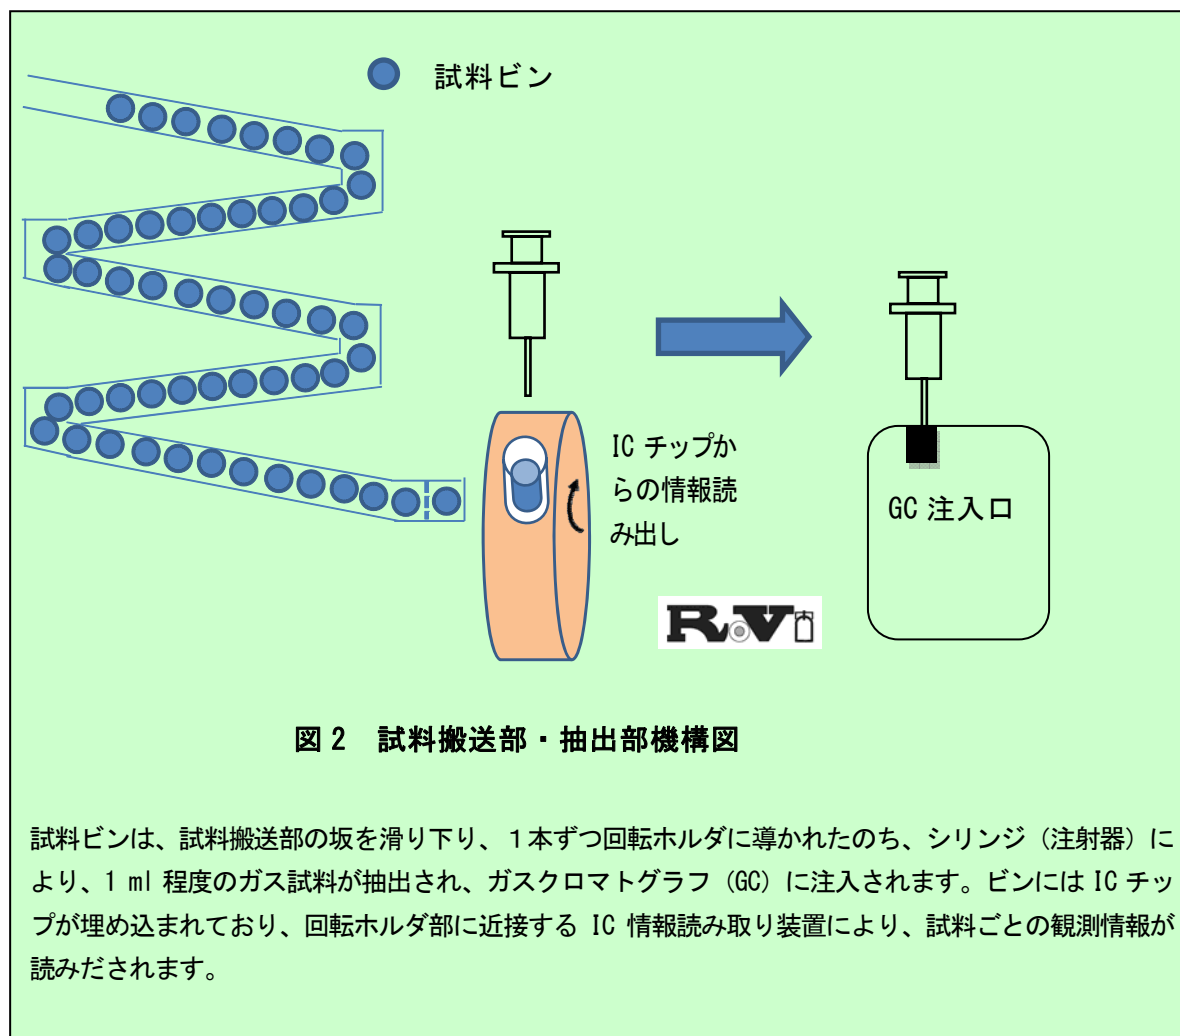 試料ビン
IC チップか
らの情報読
み出し
GC 注入口
RoVi
図 2　試料搬送部・抽出部機構図
試料ビンは、試料搬送部の坂を滑り下り、１本ずつ回転ホルダに導かれたのち、シリンジ（注射器）に
より、1 ml 程度のガス試料が抽出され、ガスクロマトグラフ（GC）に注入されます。ビンには IC チッ
プが埋め込まれており、回転ホルダ部に近接する IC 情報読み取り装置により、試料ごとの観測情報が
読みだされます。